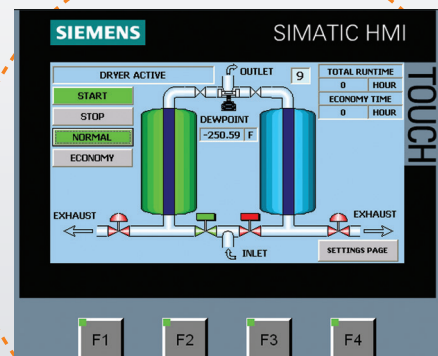 SIEMENS
SIMATIC HMI
TOUCH
DRYER ACTIVE
OUTLET
9
TOTAL RUNTIME
0 HOUR
ECONOMY TIME
0 HOUR
START
STOP
NORMAL
ECONOMY
DEWPOINT
-250.59 F
EXHAUST
EXHAUST
INLET
SETTINGS PAGE
F1
F2
F3
F4